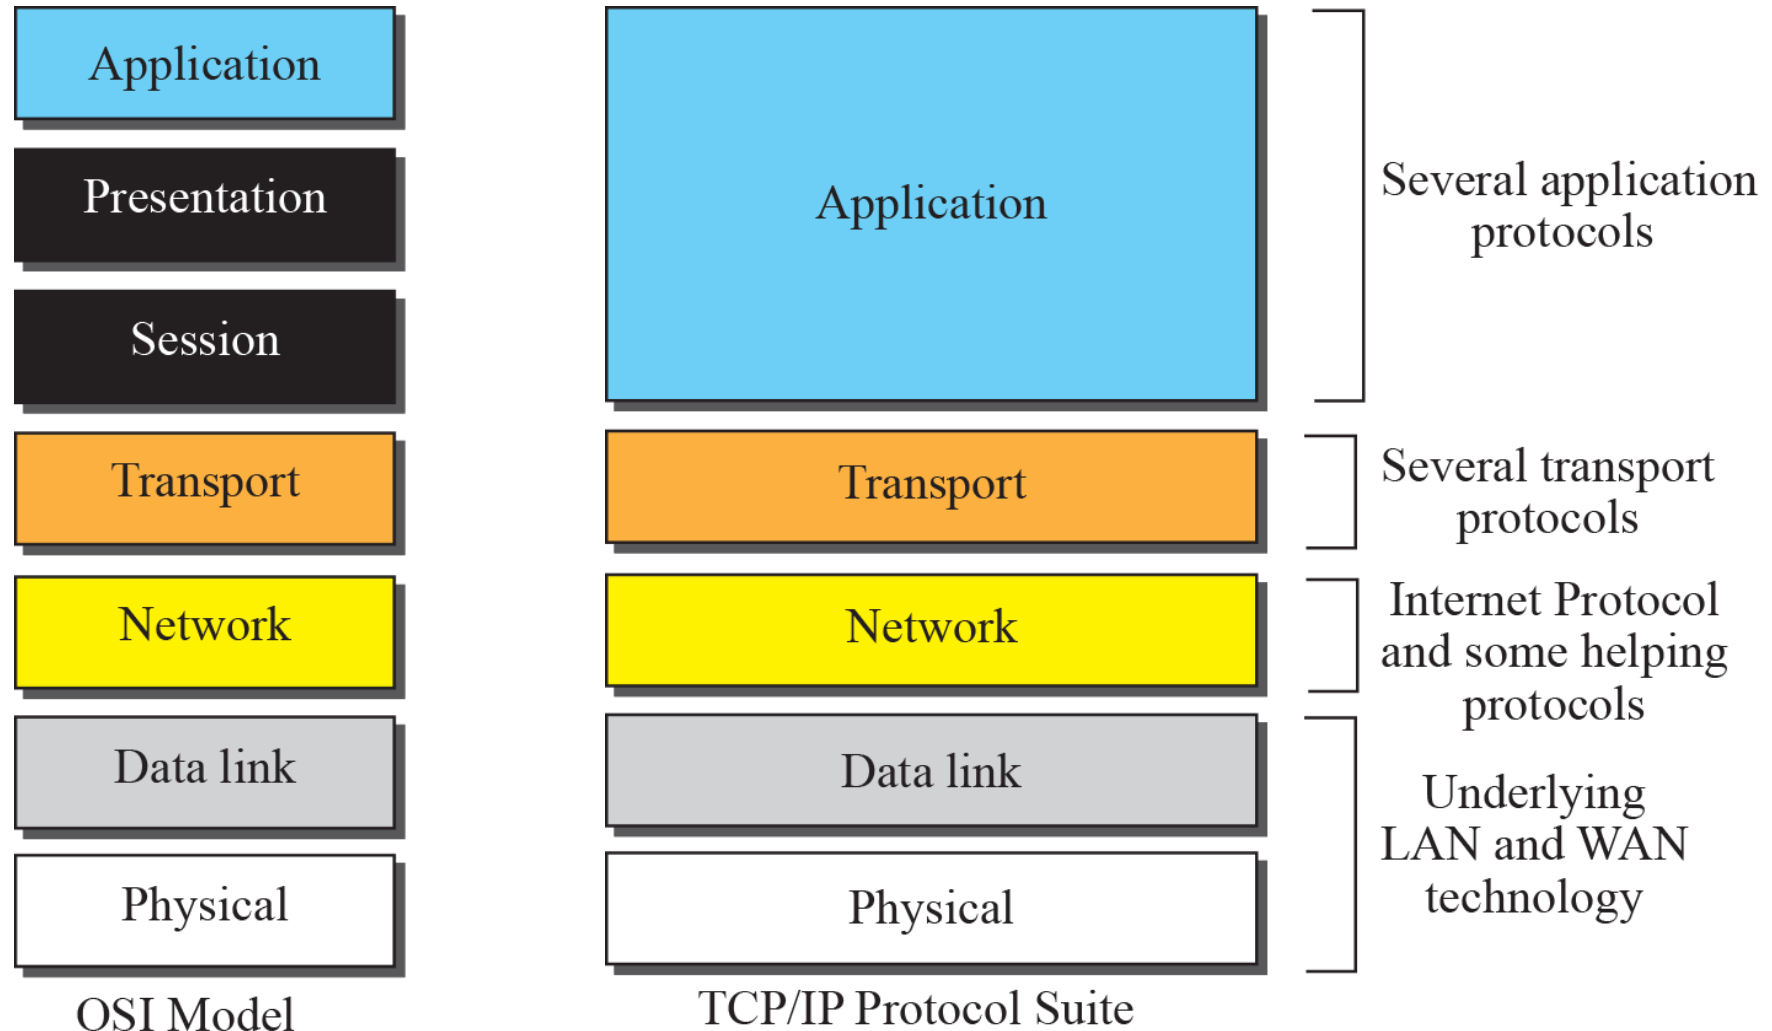 Application
Presentation
Session
Transport
Network
Data link
Physical
OSI Model
Application
Transport
Network
Data link
Physical
TCP/IP Protocol Suite
Several application
protocols
Several transport
protocols
Internet Protocol
and some helping
protocols
Underlying
LAN and WAN
technology